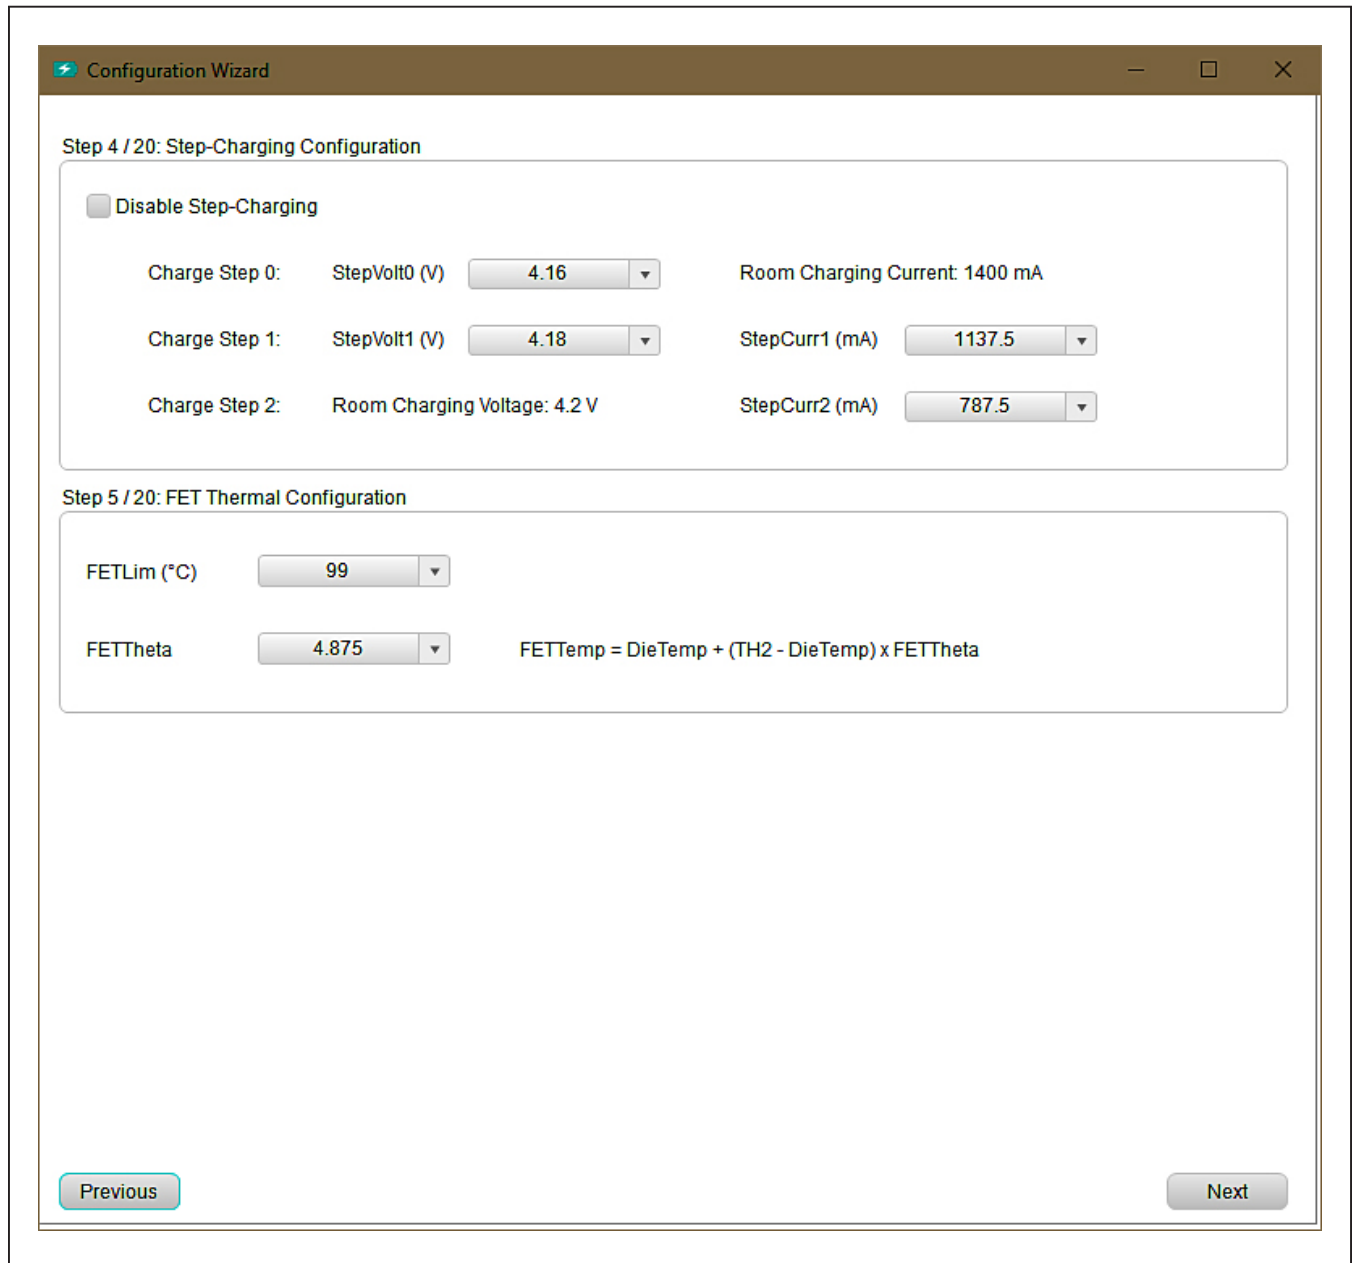 Configuration Wizard
Step 4 / 20: Step-Charging Configuration
Disable Step-Charging
Charge Step 0: StepVolt0 (V) 4.16 Room Charging Current: 1400 mA
Charge Step 1: StepVolt1 (V) 4.18 StepCurr1 (mA) 1137.5
Charge Step 2: Room Charging Voltage: 4.2 V StepCurr2 (mA) 787.5
Step 5 / 20: FET Thermal Configuration
FETLim (°C) 99
FETTheta 4.875 FETTemp = DieTemp + (TH2 - DieTemp) x FETTheta
Previous Next